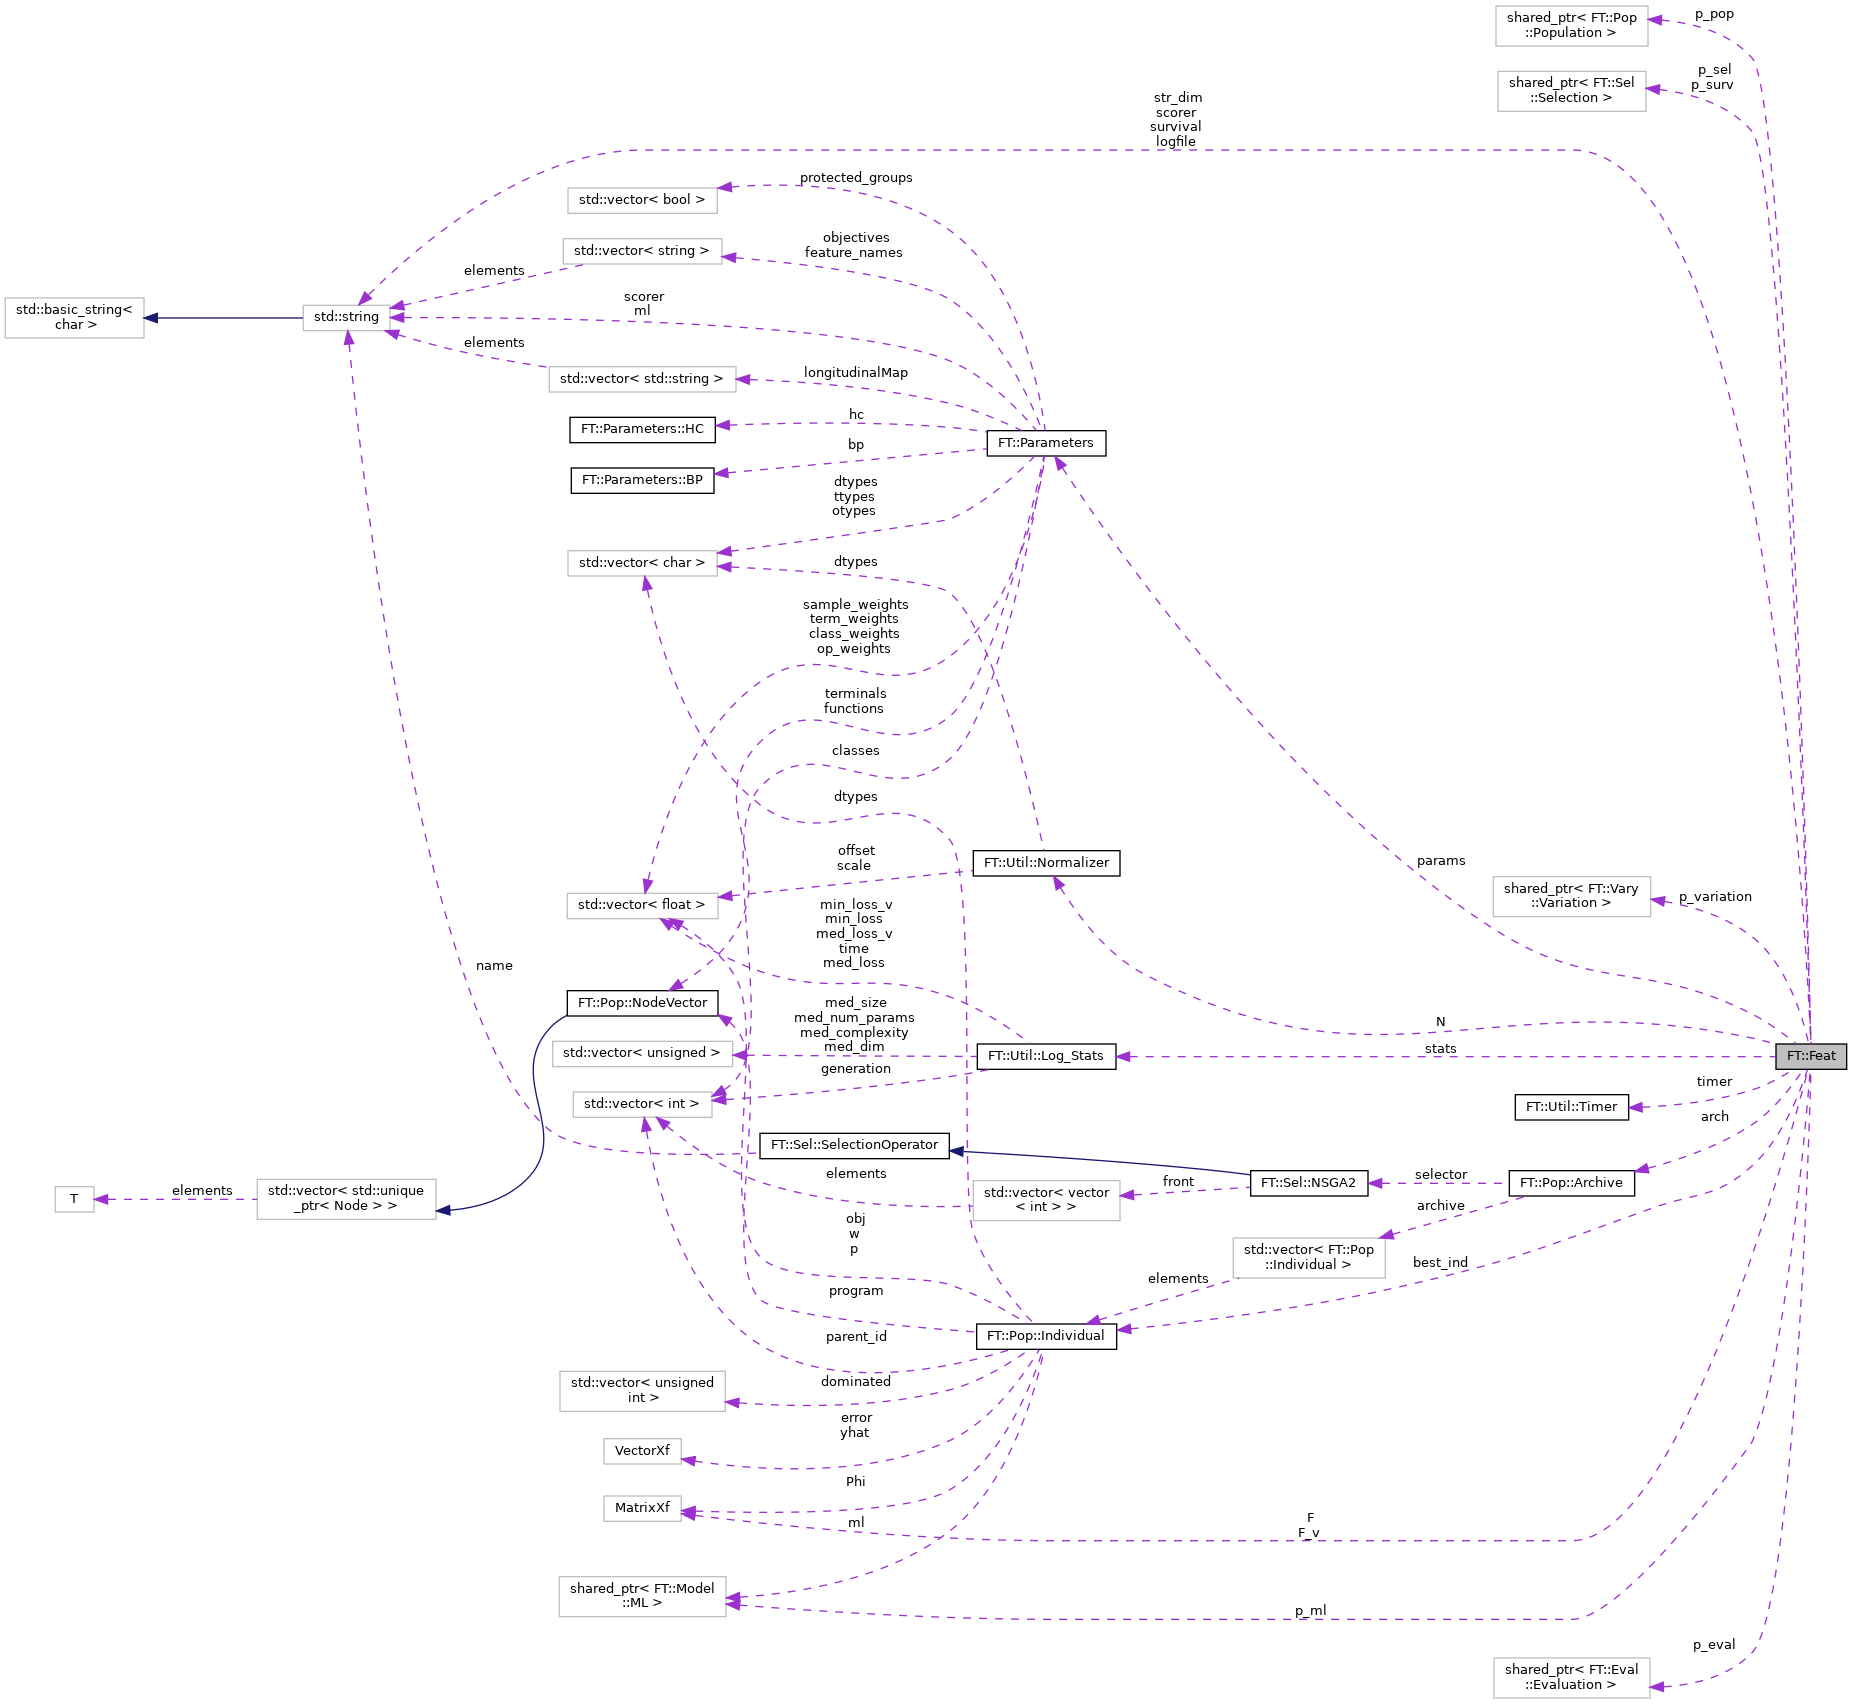 shared_ptr< FT::Pop
::Population >
p_pop
shared_ptr< FT::Sel
::Selection >
p_sel
p_surv
str_dim
scorer
survival
logfile
protected_groups
std::vector< bool >
objectives
feature_names
std::vector< string >
elements
std::basic_string<
char >
std::string
scorer
ml
elements
std::vector< std::string >
longitudinalMap
hc
FT::Parameters::HC
FT::Parameters
bp
FT::Parameters::BP
dtypes
ttypes
otypes
std::vector< char >
dtypes
sample_weights
term_weights
class_weights
op_weights
terminals
functions
classes
dtypes
offset
scale
FT::Util::Normalizer
params
shared_ptr< FT::Vary
::Variation >
p_variation
std::vector< float >
min_loss_v
min_loss
med_loss_v
time
med_loss
name
FT::Pop::NodeVector
med_size
med_num_params
med_complexity
med_dim
N
std::vector< unsigned >
FT::Util::Log_Stats
stats
FT::Feat
generation
timer
std::vector< int >
FT::Util::Timer
arch
FT::Sel::SelectionOperator
elements
selector
FT::Sel::NSGA2
FT::Pop::Archive
front
T
elements
std::vector< std::unique
_ptr< Node > >
std::vector< vector
< int > >
archive
obj
w
p
std::vector< FT::Pop
::Individual >
best_ind
elements
program
FT::Pop::Individual
parent_id
dominated
std::vector< unsigned
int >
error
yhat
VectorXf
Phi
MatrixXf
ml
F
F_v
shared_ptr< FT::Model
::ML >
p_ml
p_eval
shared_ptr< FT::Eval
::Evaluation >